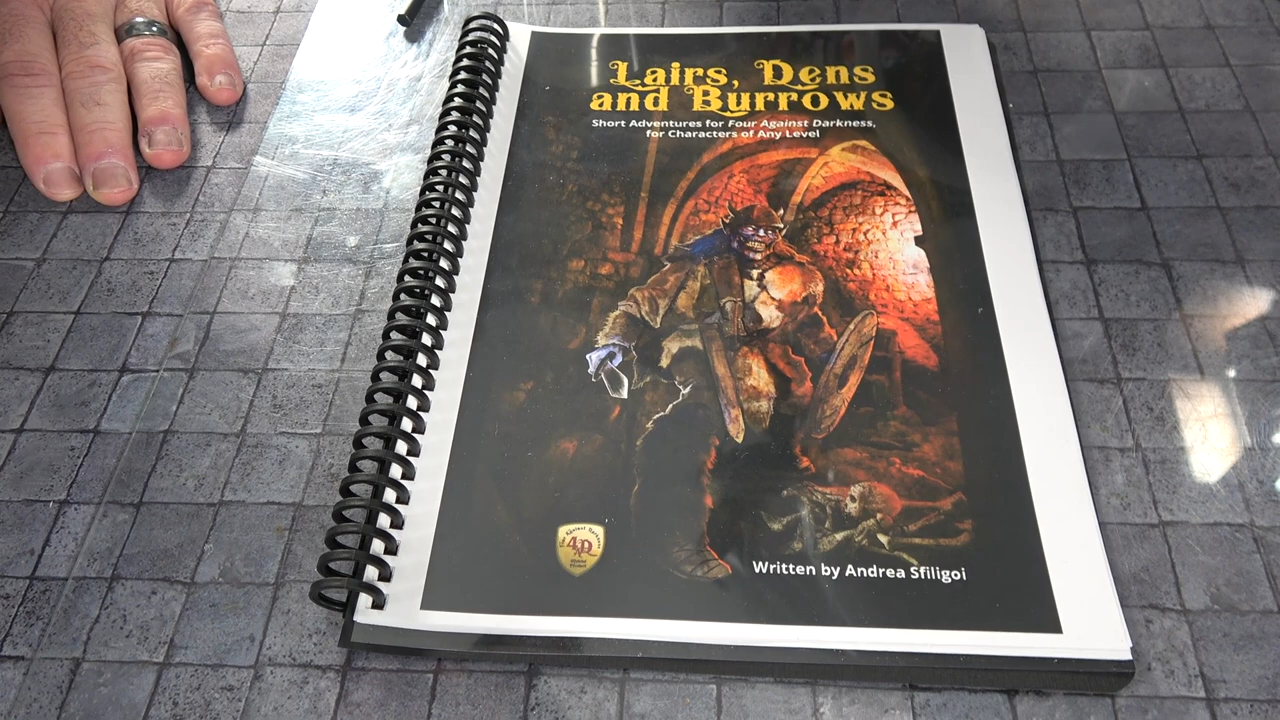 Lairs, Dens
and Burrows
Short Adventures for Four Against Darkness,
for Characters of Any Level
Written by Andrea Sfiligoi